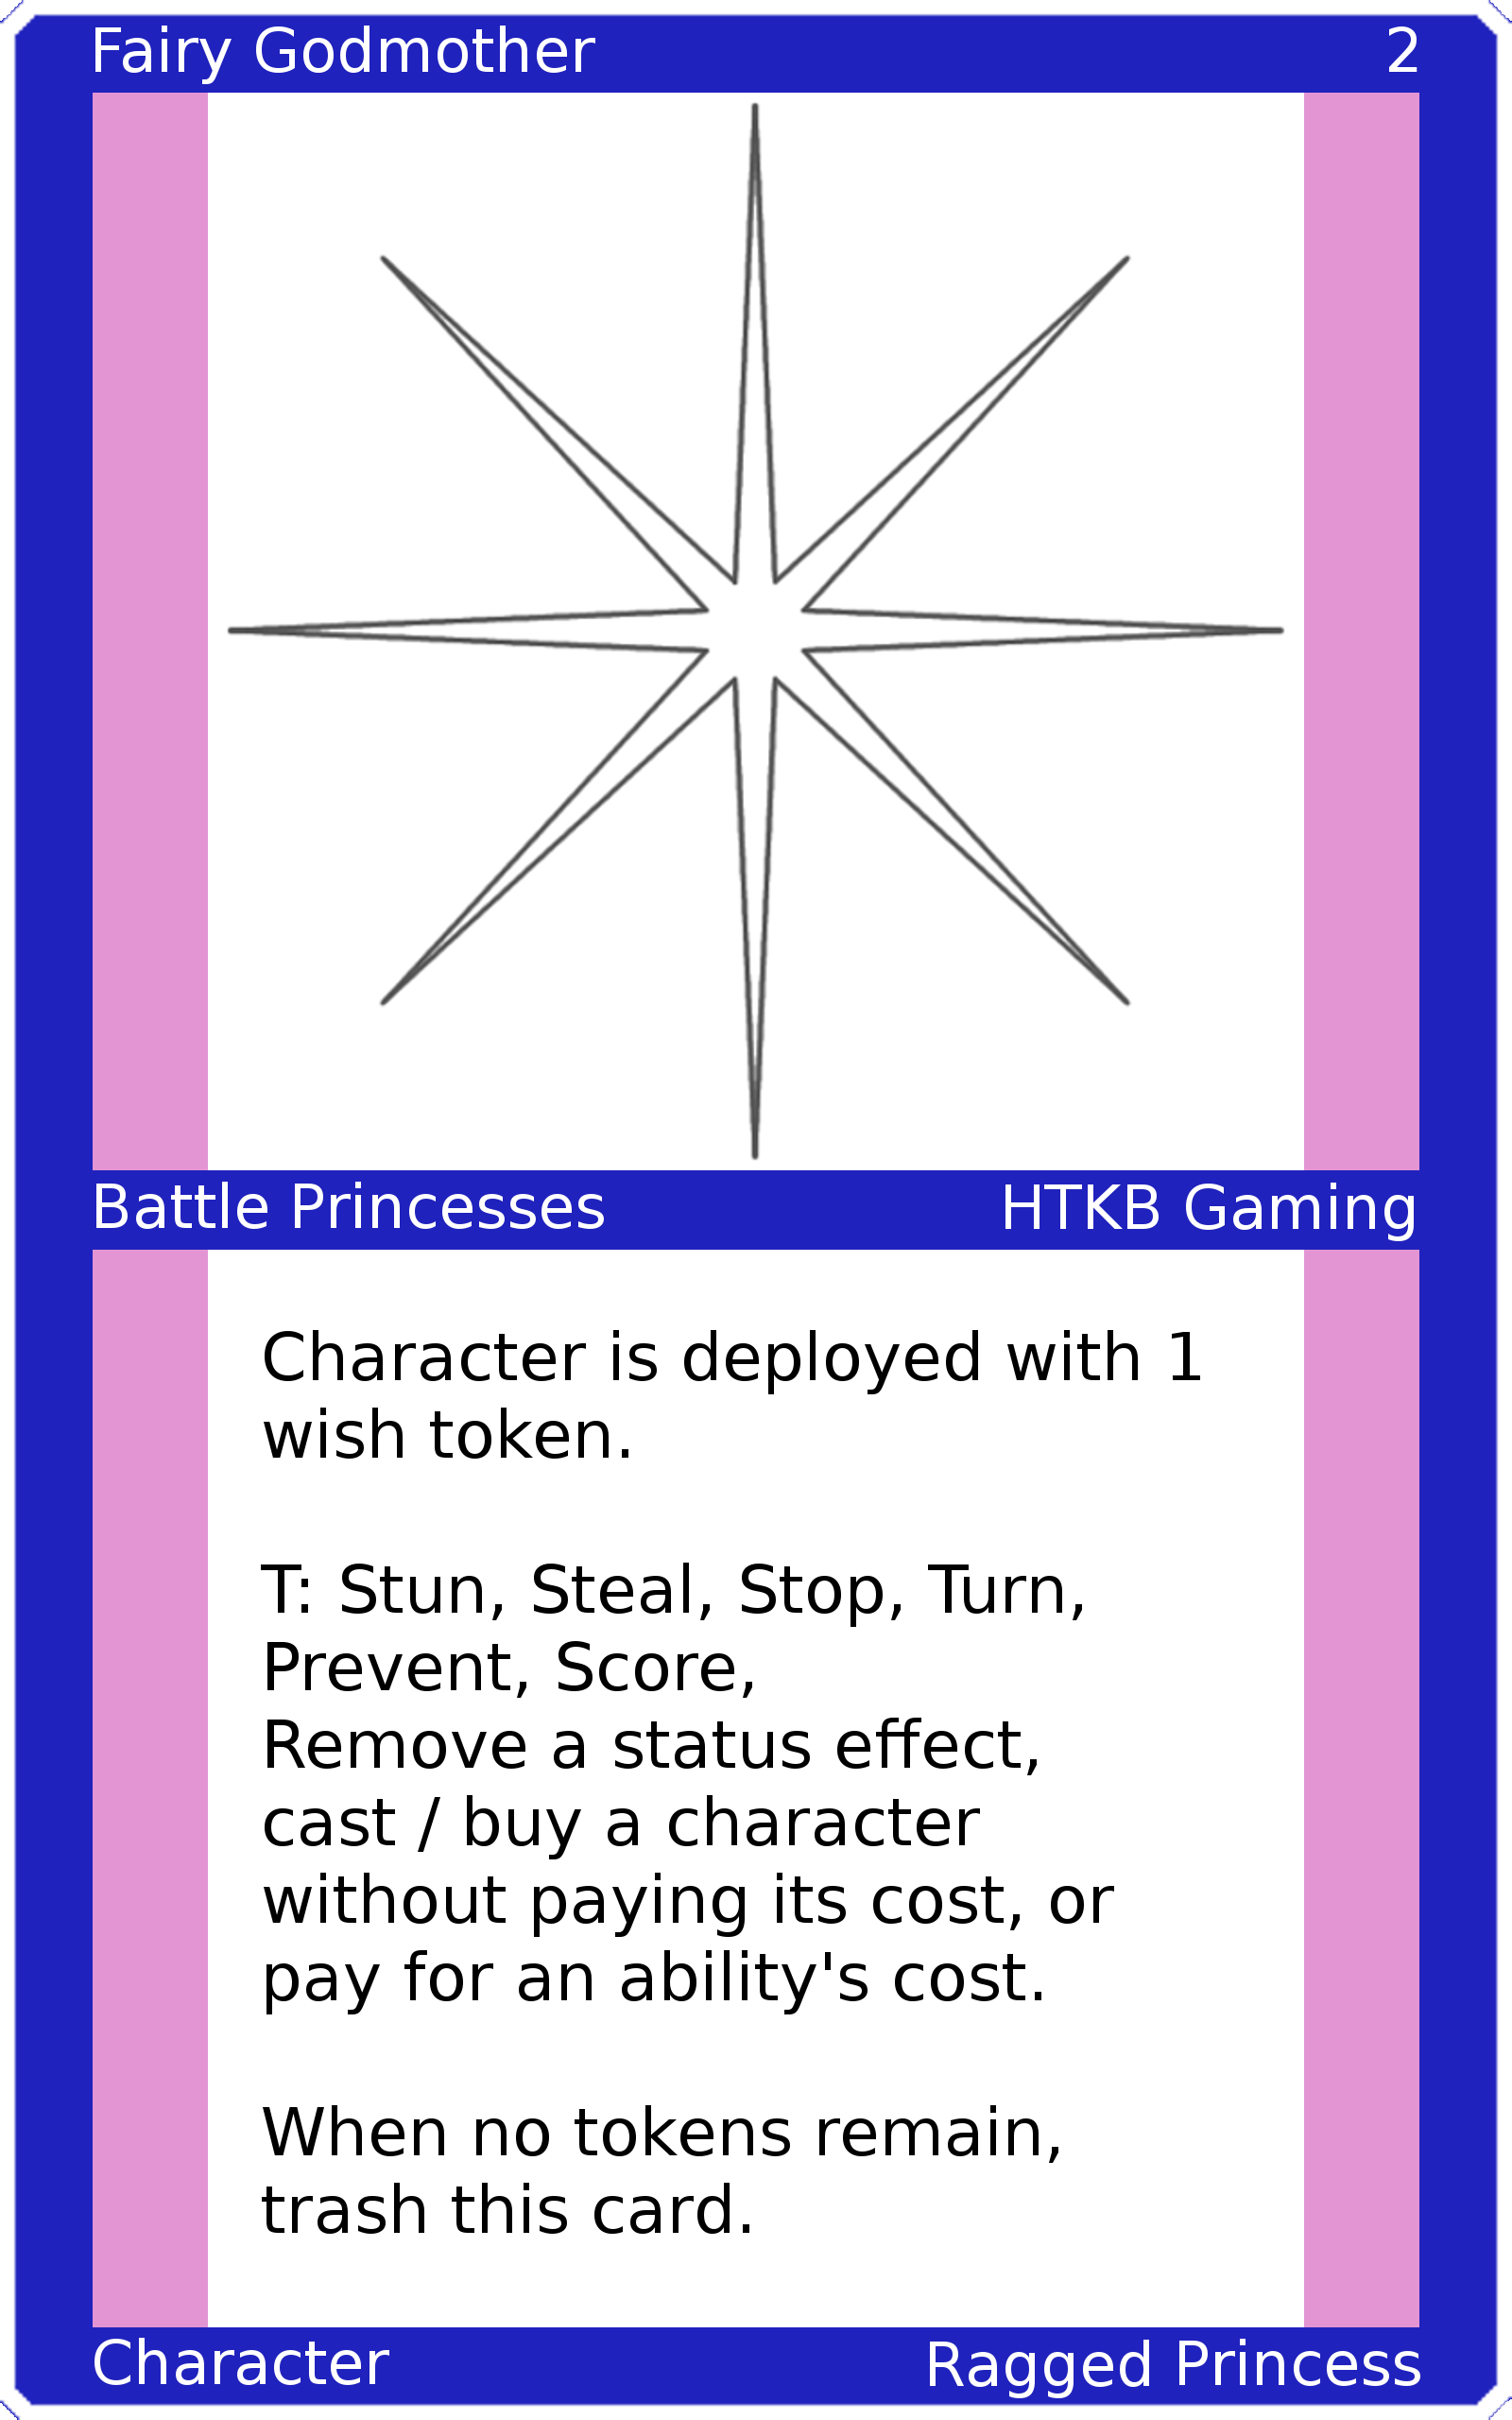 Fairy Godmother 2
Battle Princesses HTKB Gaming
Character is deployed with 1
wish token.
T: Stun, Steal, Stop, Turn,
Prevent, Score,
Remove a status effect,
cast / buy a character
without paying its cost, or
pay for an ability's cost.
When no tokens remain,
trash this card.
Character Ragged Princess